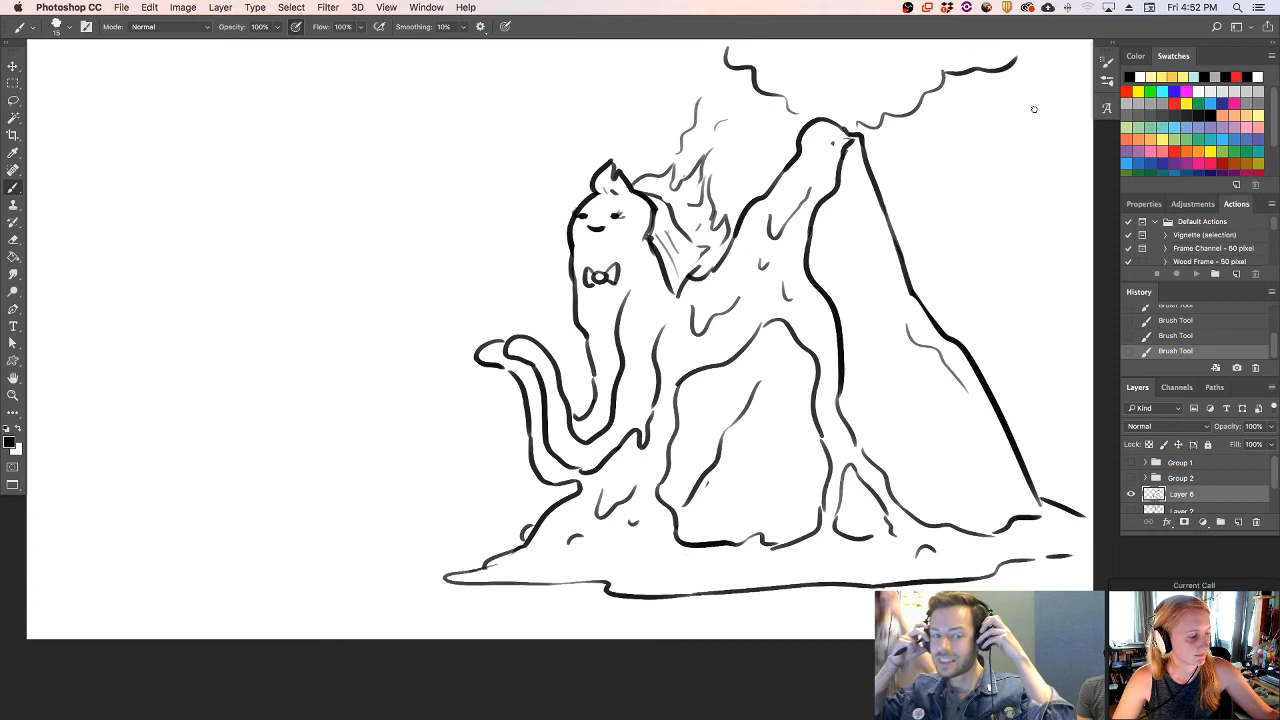 Photoshop CC File Edit Image Layer Type Select Filter 3D View Window Help Fri 4:52 PM
15 Mode: Normal Opacity: 100% Flow: 100% Smoothing: 10%
Color Swatches
Properties Adjustments Actions
Default Actions
Vignette (selection)
Frame Channel - 50 pixel
Wood Frame - 50 pixel
History
Brush Tool
Brush Tool
Brush Tool
Brush Tool
Layers Channels Paths
Kind
Normal Opacity: 100%
Lock: Fill: 100%
Group 1
Group 2
Layer 6
Layer 2
Current Call